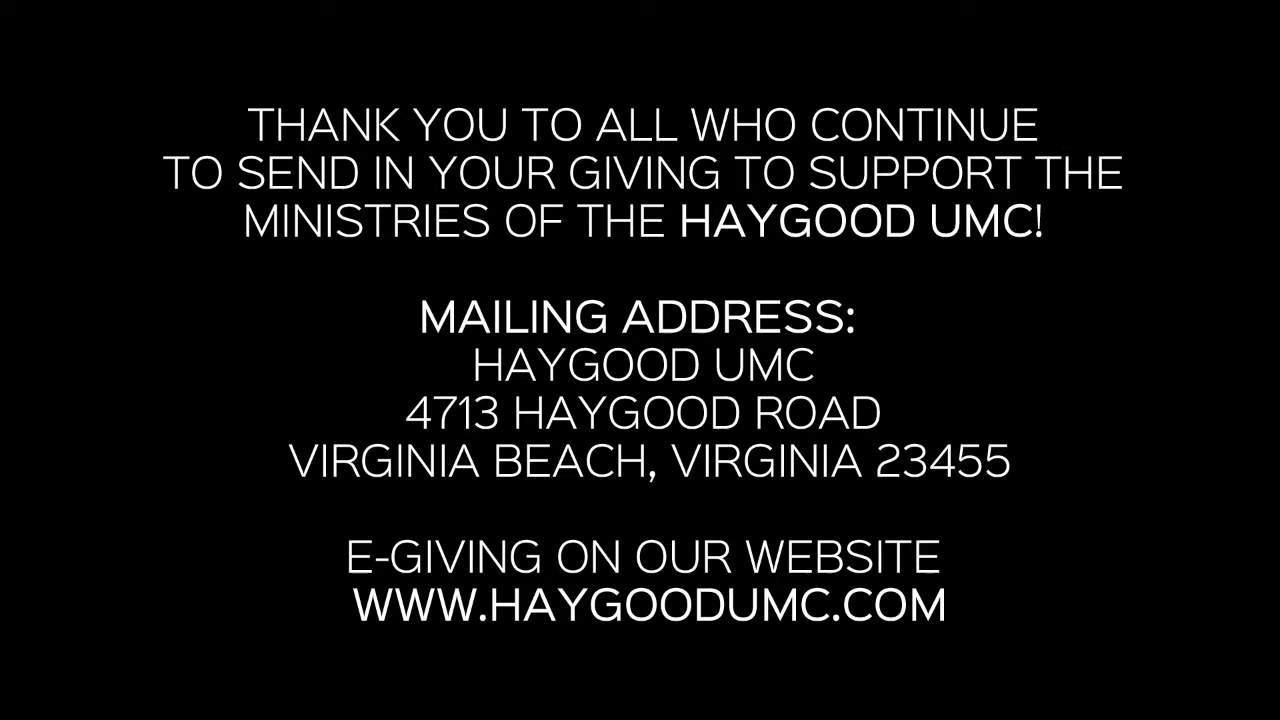 THANK YOU TO ALL WHO CONTINUE
TO SEND IN YOUR GIVING TO SUPPORT THE
MINISTRIES OF THE HAYGOOD UMC!
MAILING ADDRESS:
HAYGOOD UMC
4713 HAYGOOD ROAD
VIRGINIA BEACH, VIRGINIA 23455
E-GIVING ON OUR WEBSITE
WWW.HAYGOODUMC.COM